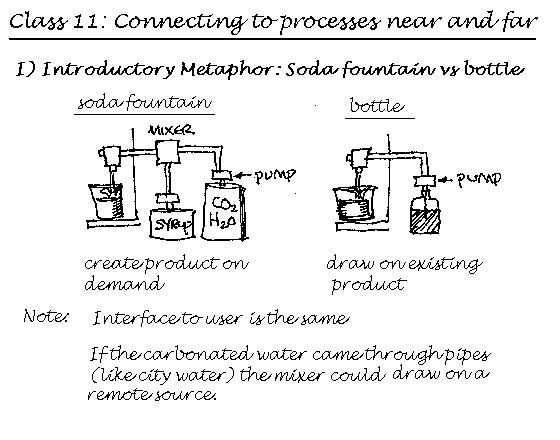 Class 11: Connecting to processes near and far
I) Introductory Metaphor: Soda fountain vs bottle
soda fountain
bottle
MIXER
PUMP
PUMP
SYRUP
CO2
H2O
create product on
demand
draw on existing
product
Note: Interface to user is the same
If the carbonated water came through pipes
(like city water) the mixer could draw on a
remote source.